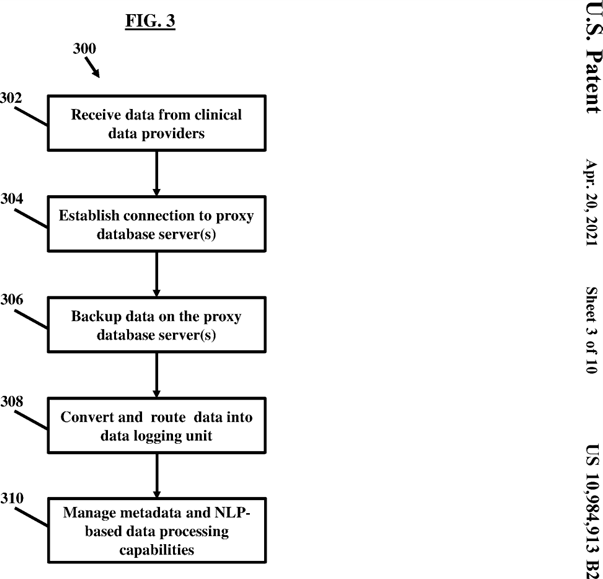 FIG. 3
300
302
Receive data from clinical
data providers
304
Establish connection to proxy
database server(s)
306
Backup data on the proxy
database server(s)
308
Convert and route data into
data logging unit
310
Manage metadata and NLP-
based data processing
capabilities
U.S. Patent
Apr. 20, 2021
Sheet 3 of 10
US 10,984,913 B2